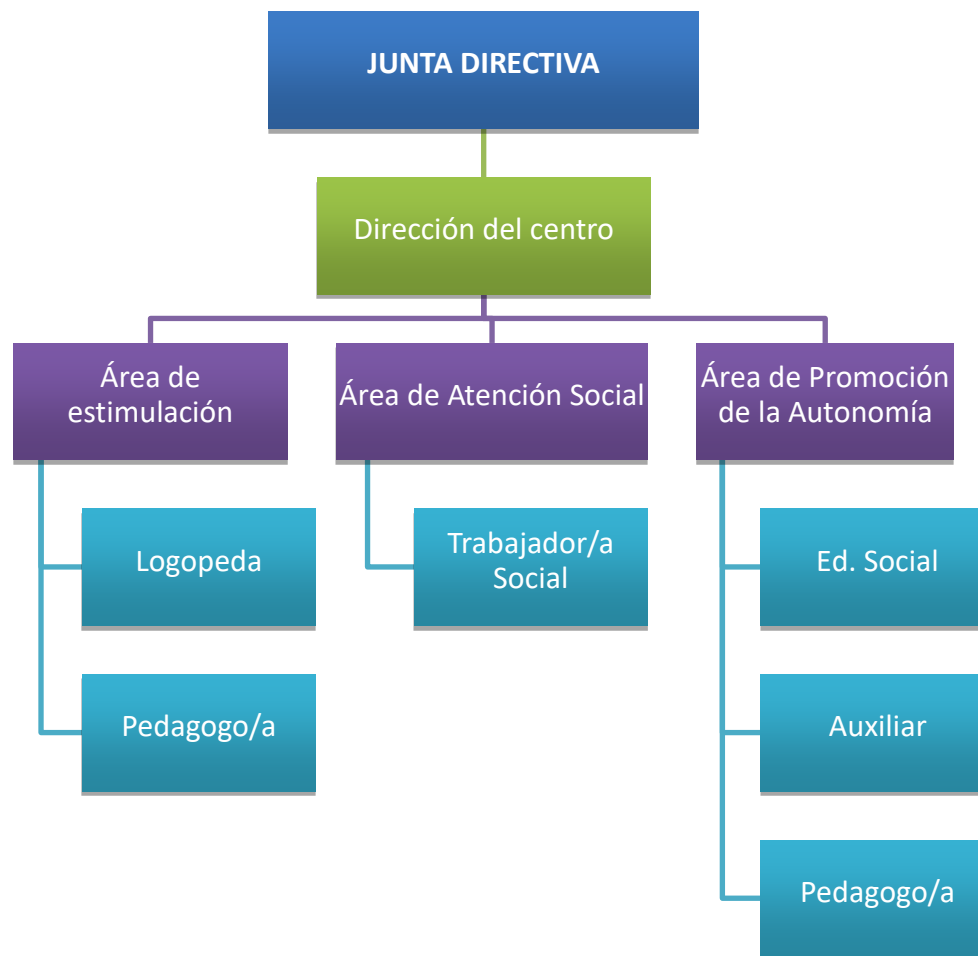 JUNTA DIRECTIVA
Dirección del centro
Área de
estimulación
Área de Atención Social
Área de Promoción
de la Autonomía
Logopeda
Trabajador/a
Social
Ed. Social
Pedagogo/a
Auxiliar
Pedagogo/a